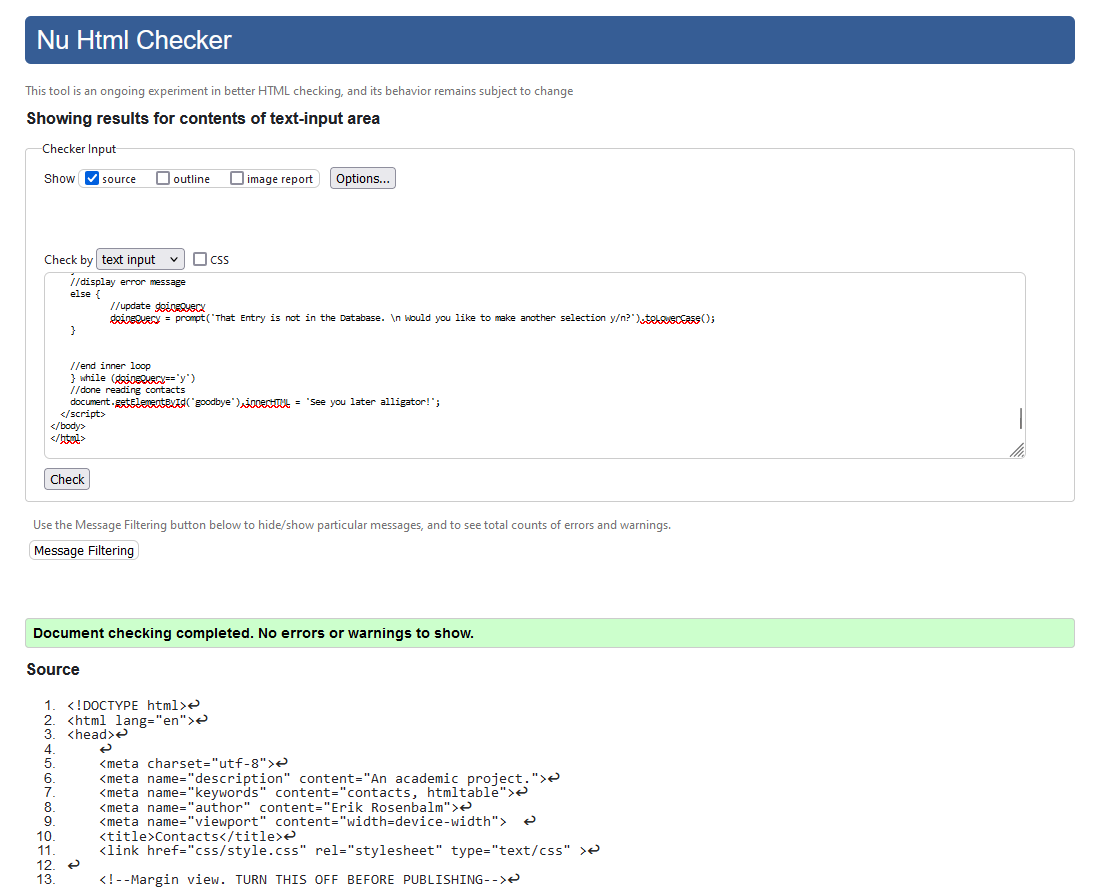 Nu Html Checker
This tool is an ongoing experiment in better HTML checking, and its behavior remains subject to change
Showing results for contents of text-input area
Checker Input
Show source outline image report Options...
Check by text input CSS
//display error message
else {
//update doingQuery
doingQuery = prompt('That Entry is not in the Database. \n Would you like to make another selection y/n?').toLowerCase();
}
//end inner loop
} while (doingQuery=='y')
//done reading contacts
document.getElementById('goodbye').innerHTML = 'See you later alligator!';
</script>
</body>
</html>
Check
Use the Message Filtering button below to hide/show particular messages, and to see total counts of errors and warnings.
Message Filtering
Document checking completed. No errors or warnings to show.
Source
1. <!DOCTYPE html>↩
2. <html lang="en">↩
3. <head>↩
4. ↩
5. <meta charset="utf-8">↩
6. <meta name="description" content="An academic project.">↩
7. <meta name="keywords" content="contacts, htmltable">↩
8. <meta name="author" content="Erik Rosenbalm">↩
9. <meta name="viewport" content="width=device-width"> ↩
10. <title>Contacts</title>↩
11. <link href="css/style.css" rel="stylesheet" type="text/css" >↩
12. ↩
13. <!--Margin view. TURN THIS OFF BEFORE PUBLISHING-->↩